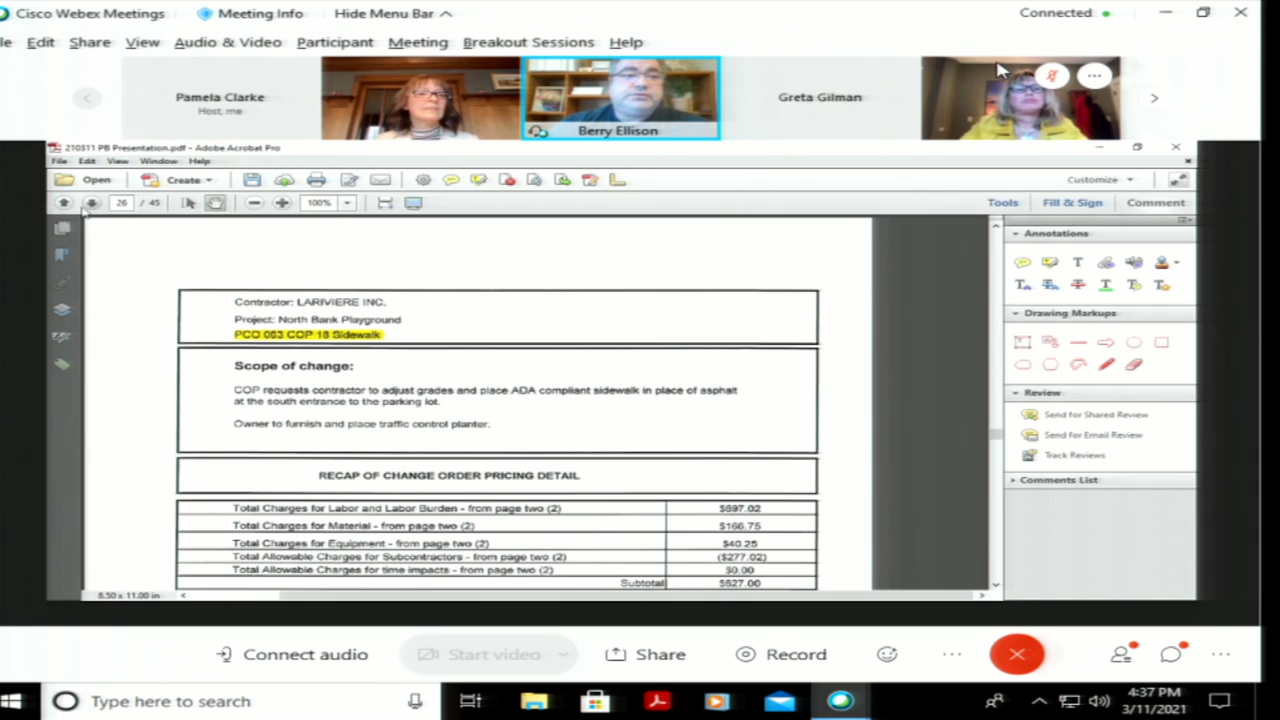 Cisco Webex Meetings Meeting Info Hide Menu Bar Connected
le Edit Share View Audio & Video Participant Meeting Breakout Sessions Help
Pamela Clarke
Host, me
Berry Ellison
Greta Gilman
210311 PB Presentation.pdf - Adobe Acrobat Pro
File Edit View Window Help
Open Create Customize
26 / 45 100% Tools Fill & Sign Comment
Annotations
Drawing Markups
Review
Send for Shared Review
Send for Email Review
Track Reviews
Comments List
Contractor: LARIVIERE INC.
Project: North Bank Playground
PCO 063 COP 18 Sidewalk
Scope of change:
COP requests contractor to adjust grades and place ADA compliant sidewalk in place of asphalt
at the south entrance to the parking lot.
Owner to furnish and place traffic control planter.
RECAP OF CHANGE ORDER PRICING DETAIL
Total Charges for Labor and Labor Burden - from page two (2) $697.02
Total Charges for Material - from page two (2) $166.75
Total Charges for Equipment - from page two (2) $40.25
Total Allowable Charges for Subcontractors - from page two (2) ($277.02)
Total Allowable Charges for time impacts - from page two (2) $0.00
Subtotal $627.00
8.50 x 11.00 in
Connect audio Start video Share Record
Type here to search
4:37 PM
3/11/2021